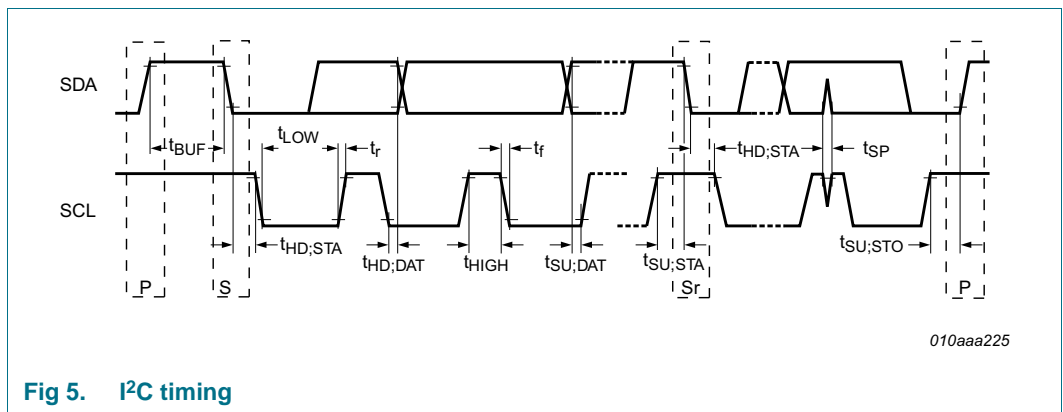 SDA
tBUF
tLOW
tr
tf
tHD;STA
tSP
SCL
tHD;STA
tHD;DAT
tHIGH
tSU;DAT
tSU;STA
tSU;STO
P
S
Sr
P
010aaa225
Fig 5. I²C timing